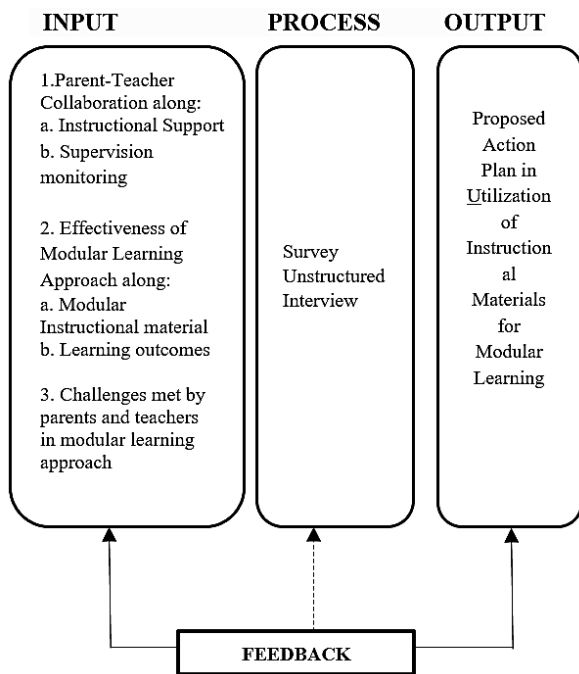 INPUT
1.Parent-Teacher
Collaboration along:
a. Instructional Support
b. Supervision
monitoring
2. Effectiveness of
Modular Learning
Approach along:
a. Modular
Instructional material
b. Learning outcomes
3. Challenges met by
parents and teachers
in modular learning
approach
PROCESS
Survey
Unstructured
Interview
OUTPUT
Proposed
Action
Plan in
Utilization
of
Instruction
al
Materials
for
Modular
Learning
FEEDBACK